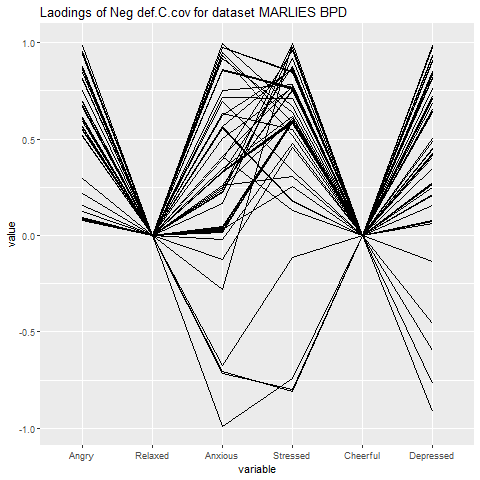 Laodings of Neg def.C.cov for dataset MARLIES BPD
1.0
0.5
0.0
-0.5
-1.0
value
Angry Relaxed Anxious Stressed Cheerful Depressed
variable